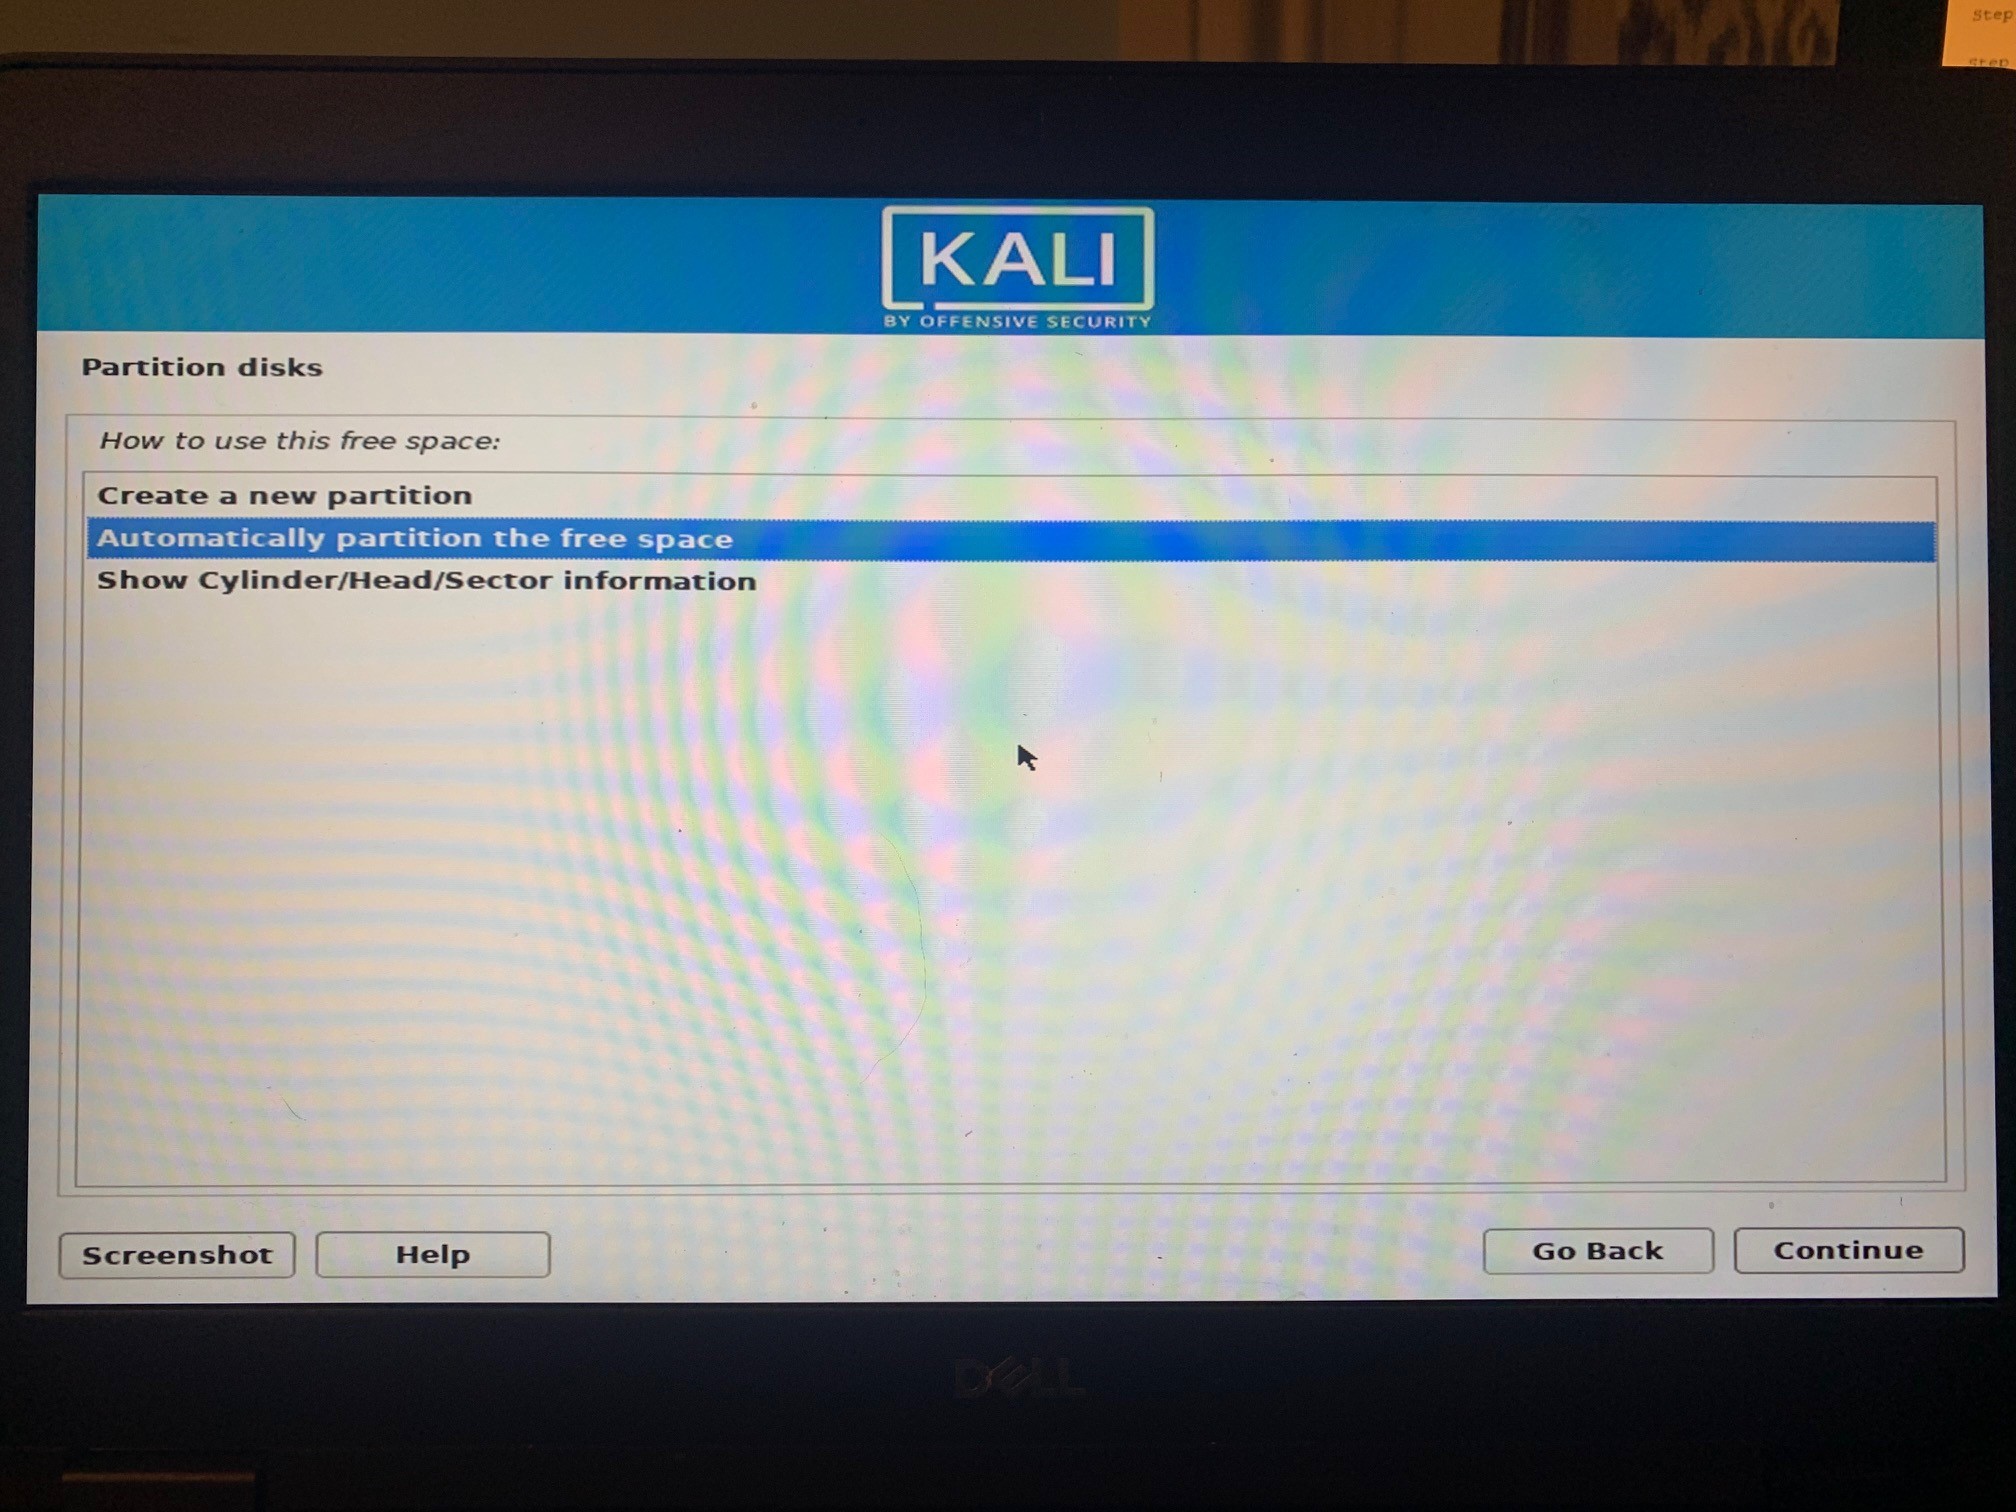 Step
step
KALI
BY OFFENSIVE SECURITY
Partition disks
How to use this free space:
Create a new partition
Automatically partition the free space
Show Cylinder/Head/Sector information
Screenshot
Help
Go Back
Continue
DELL